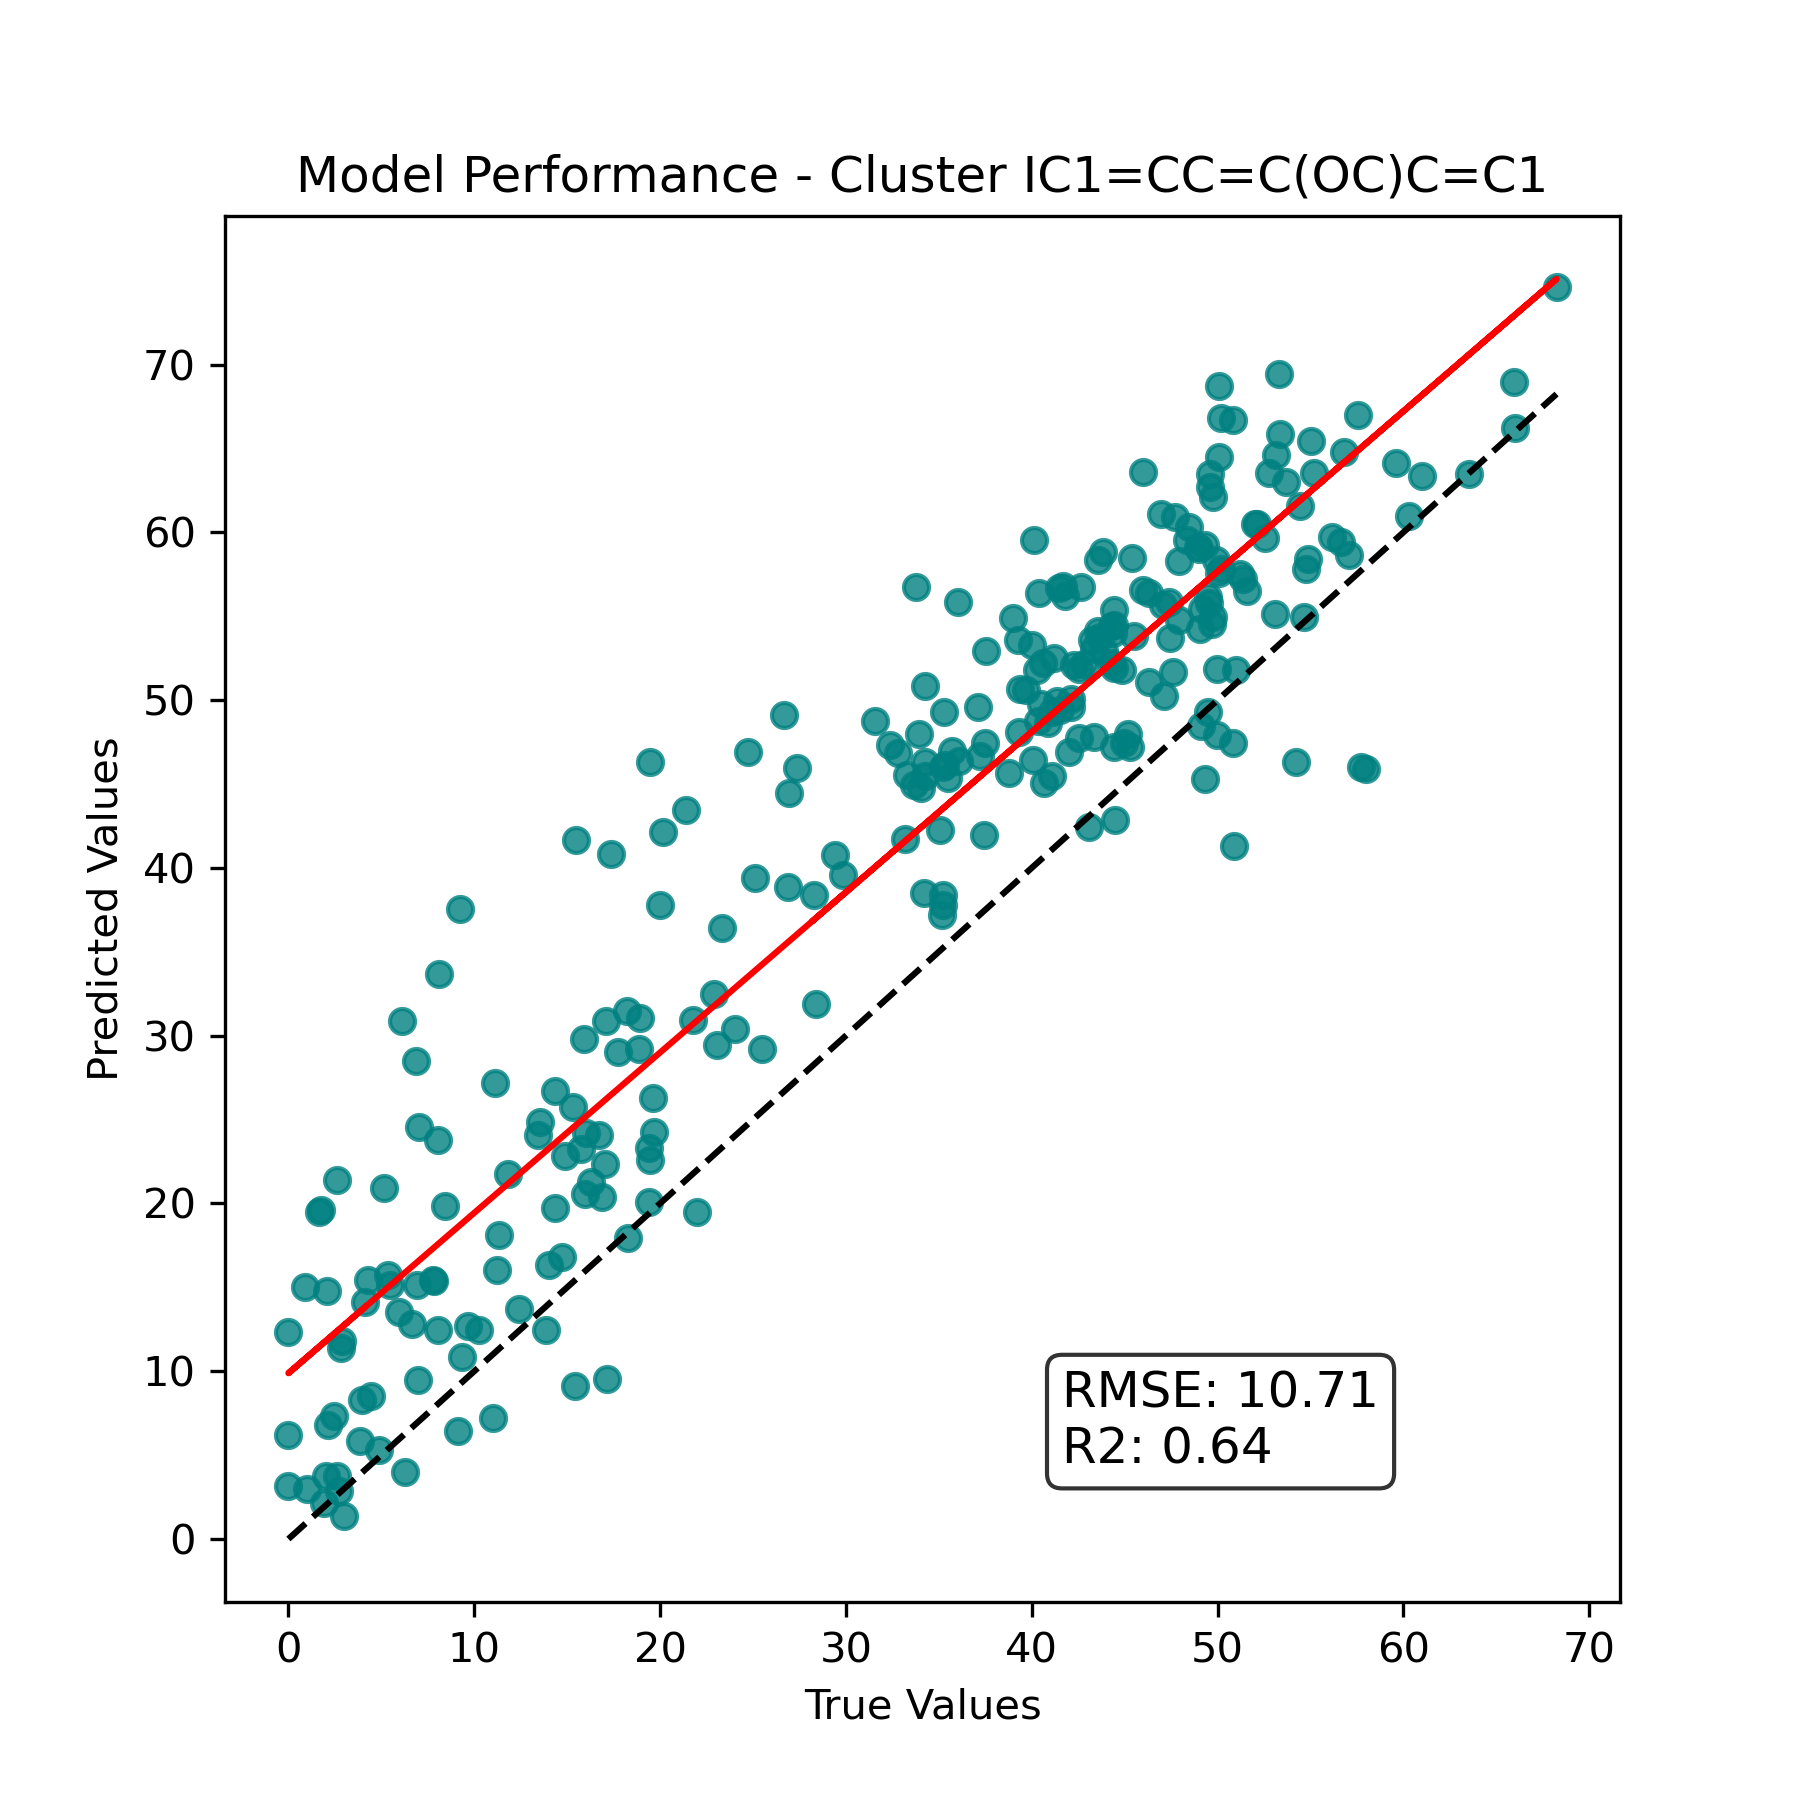 Model Performance - Cluster IC1=CC=C(OC)C=C1
Predicted Values
70
60
50
40
30
20
10
0
RMSE: 10.71
R2: 0.64
0 10 20 30 40 50 60 70
True Values